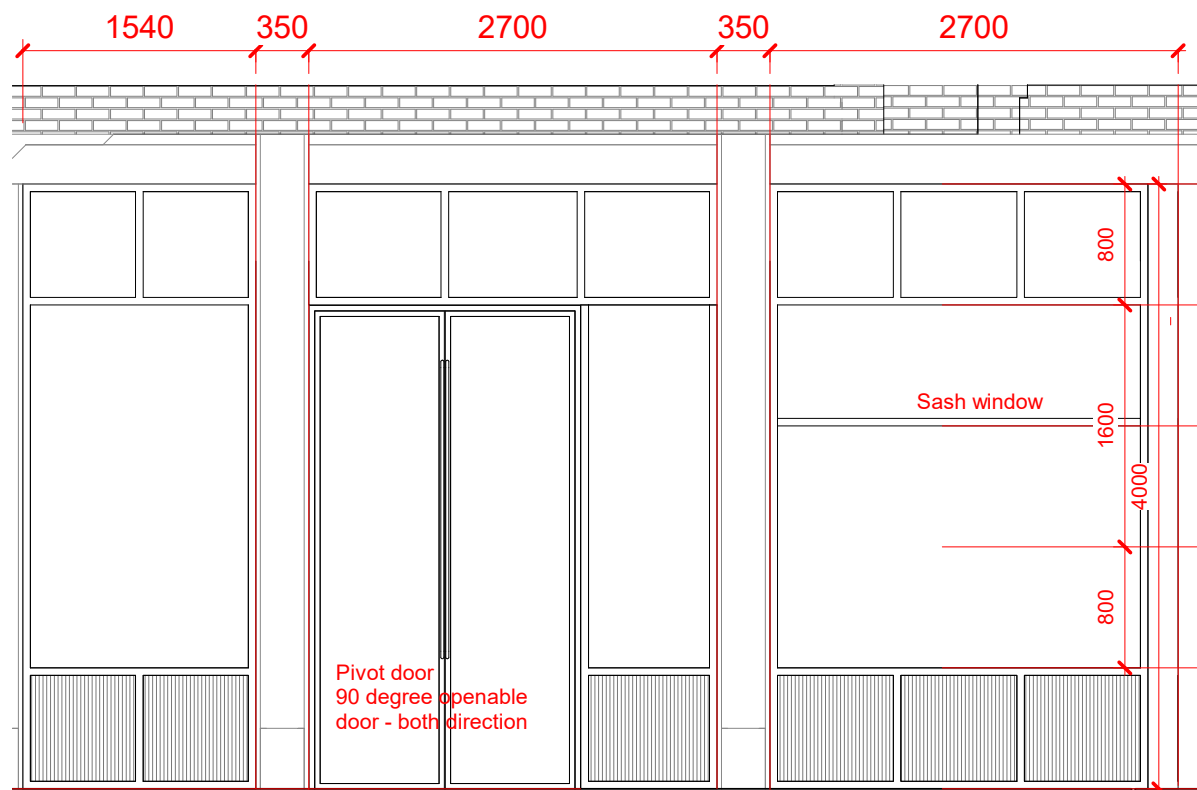 1540 350 2700 350 2700
800
Sash window
1600
4000
800
Pivot door
90 degree openable
door - both direction